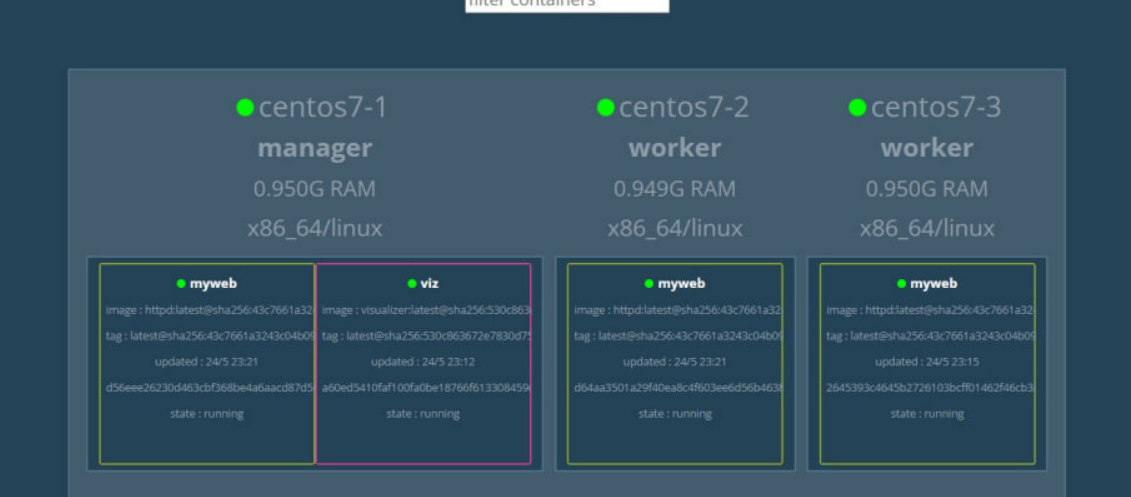 filter containers
centos7-1
manager
0.950G RAM
x86_64/linux
myweb
image : httpd:latest@sha256:43c7661a32
tag : latest@sha256:43c7661a3243c04b09
updated : 24/5 23:21
d56eee26230d463cbf368be4a6aacd87d5
state : running
viz
image : visualizer:latest@sha256:530c863
tag : latest@sha256:530c863672e7830d75
updated : 24/5 23:12
a60ed5410faf100fa0be18766f613308459
state : running
centos7-2
worker
0.949G RAM
x86_64/linux
myweb
image : httpd:latest@sha256:43c7661a32
tag : latest@sha256:43c7661a3243c04b09
updated : 24/5 23:21
d64aa3501a29f40ea8c4f603ee6d56b463
state : running
centos7-3
worker
0.950G RAM
x86_64/linux
myweb
image : httpd:latest@sha256:43c7661a32
tag : latest@sha256:43c7661a3243c04b09
updated : 24/5 23:15
2645393c4645b2726103bcff01462f46cb3
state : running